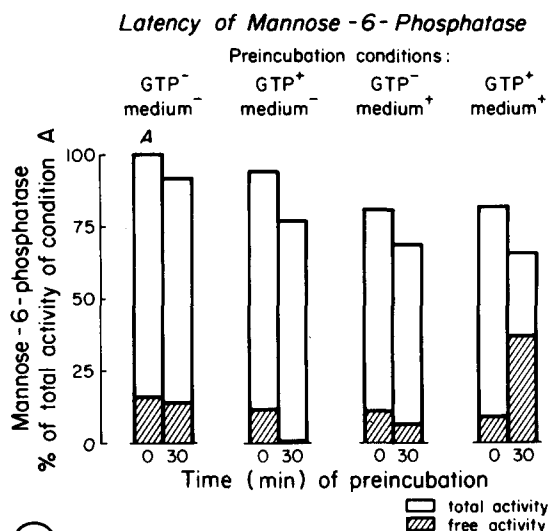 Latency of Mannose-6-Phosphatase
Preincubation conditions:
GTP⁻ GTP⁺ GTP⁻ GTP⁺
medium⁻ medium⁻ medium⁺ medium⁺
Mannose-6-phosphatase
% of total activity of condition A
A
100
75
50
25
0
0 30 0 30 0 30 0 30
Time (min) of preincubation
total activity
free activity